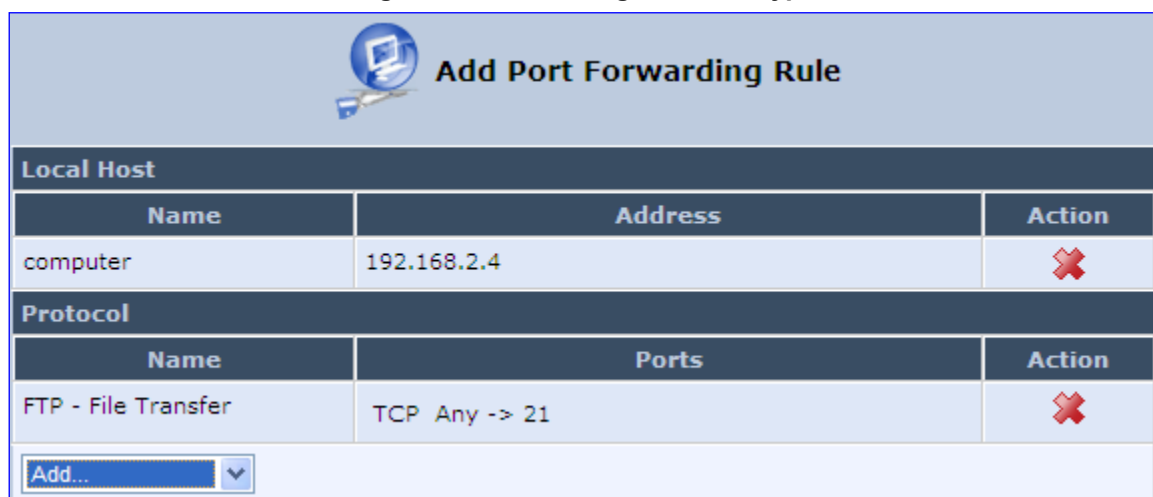 Add Port Forwarding Rule
Local Host
Name Address Action
computer 192.168.2.4
Protocol
Name Ports Action
FTP - File Transfer TCP Any -> 21
Add...